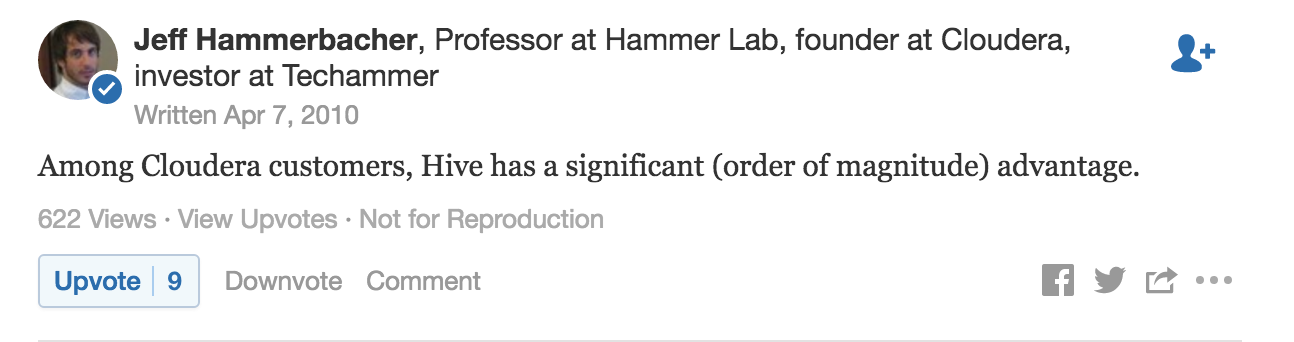 Jeff Hammerbacher, Professor at Hammer Lab, founder at Cloudera,
investor at Techammer
Written Apr 7, 2010
Among Cloudera customers, Hive has a significant (order of magnitude) advantage.
622 Views · View Upvotes · Not for Reproduction
Upvote | 9 Downvote Comment